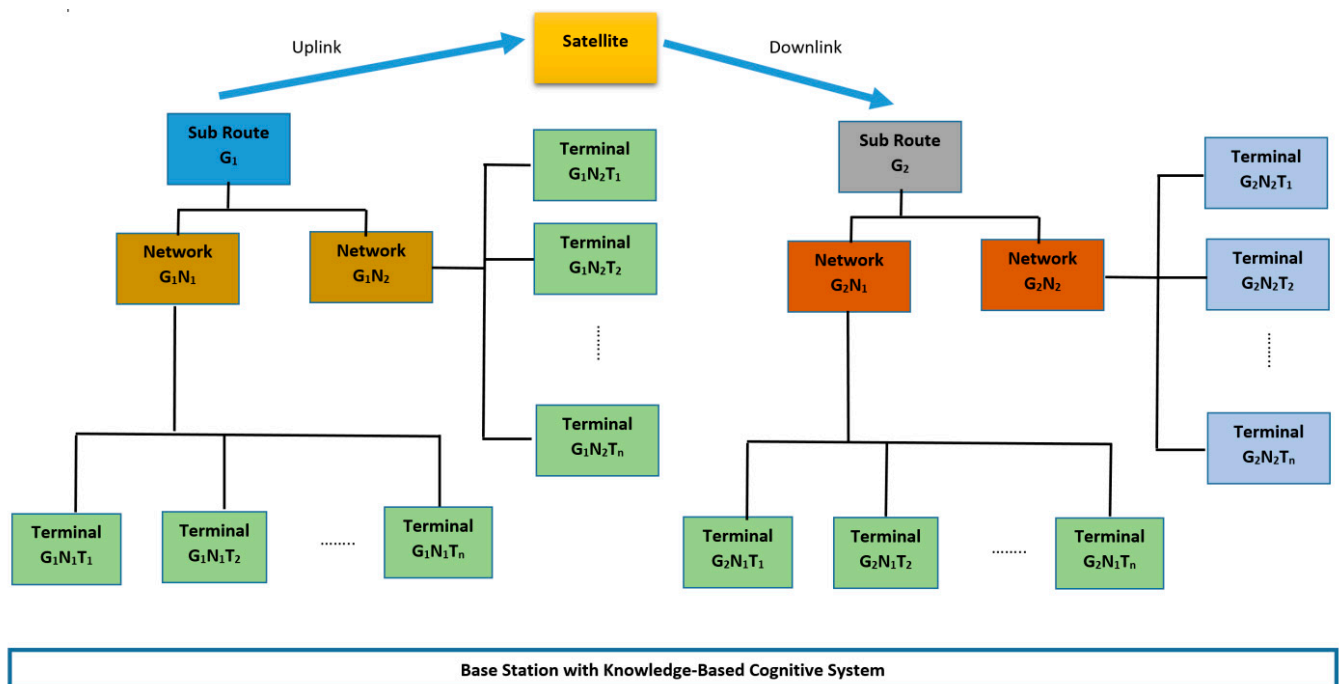 Uplink
Satellite
Downlink
Sub Route
G₁
Terminal
G₁N₂T₁
Sub Route
G₂
Terminal
G₂N₂T₁
Network
G₁N₁
Network
G₁N₂
Terminal
G₁N₂T₂
Network
G₂N₁
Network
G₂N₂
Terminal
G₂N₂T₂
Terminal
G₁N₂Tₙ
Terminal
G₂N₂Tₙ
Terminal
G₁N₁T₁
Terminal
G₁N₁T₂
........
Terminal
G₁N₁Tₙ
Terminal
G₂N₁T₁
Terminal
G₂N₁T₂
........
Terminal
G₂N₁Tₙ
Base Station with Knowledge-Based Cognitive System